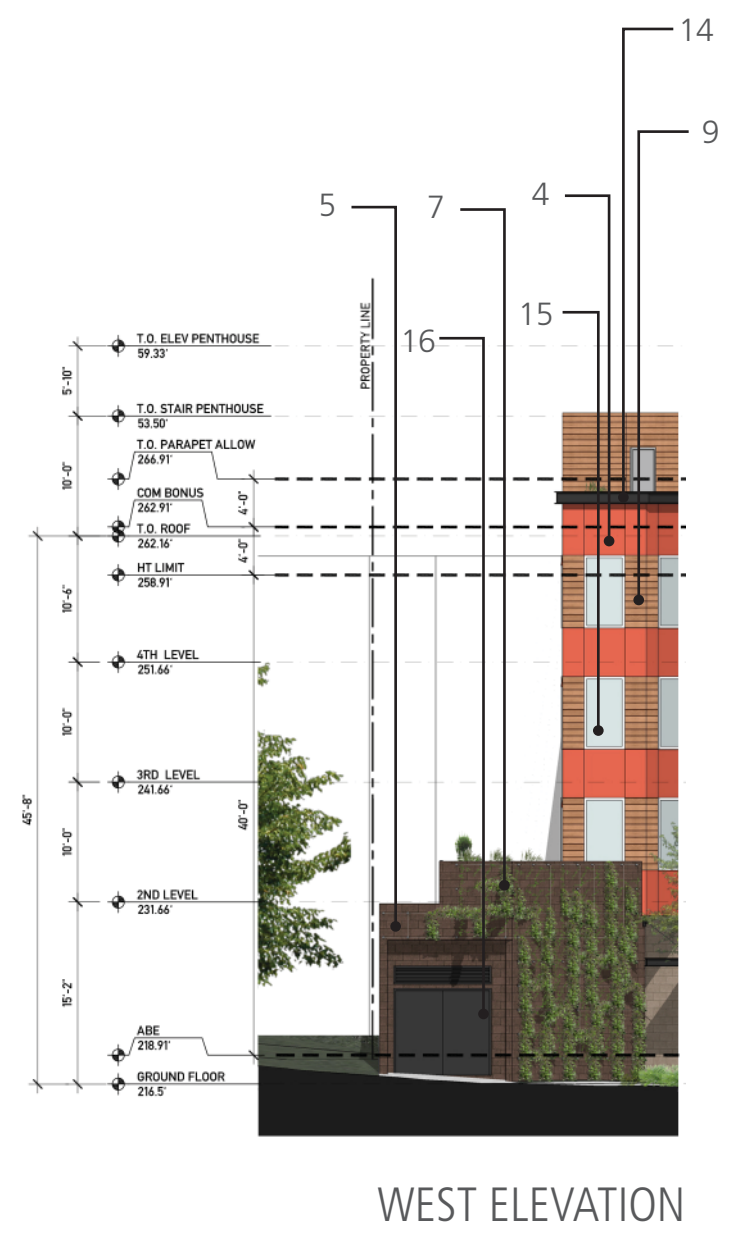 14
9
4
5
7
15
16
PROPERTY LINE
T.O. ELEV PENTHOUSE
59.33'
5'-10"
T.O. STAIR PENTHOUSE
53.50'
T.O. PARAPET ALLOW
266.91'
10'-0"
4'-0"
COM BONUS
262.91'
T.O. ROOF
262.16'
4'-0"
HT LIMIT
258.91'
10'-6"
4TH LEVEL
251.66'
10'-0"
3RD LEVEL
241.66'
45'-8"
40'-0"
10'-0"
2ND LEVEL
231.66'
15'-2"
ABE
218.91'
GROUND FLOOR
216.5'
WEST ELEVATION